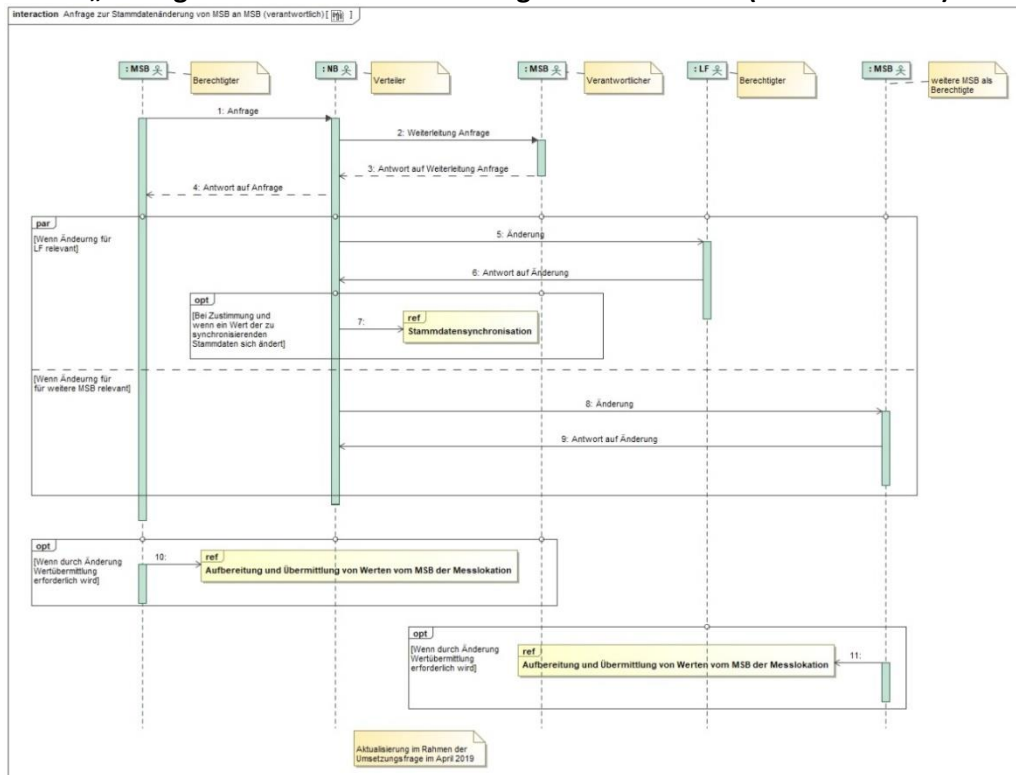 interaction Anfrage zur Stammdatenänderung von MSB an MSB (verantwortlich) [ ]
: MSB
Berechtigter
: NB
Verteiler
: MSB
Verantwortlicher
: LF
Berechtigter
: MSB
weitere MSB als
Berechtigte
1: Anfrage
2: Weiterleitung Anfrage
3: Antwort auf Weiterleitung Anfrage
4: Antwort auf Anfrage
par
[Wenn Ändeurng für
LF relevant]
5: Änderung
6: Antwort auf Änderung
opt
[Bei Zustimmung und
wenn ein Wert der zu
synchronisierenden
Stammdaten sich ändert]
7:
ref
Stammdatensynchronisation
[Wenn Ändeurng für
für weitere MSB relevant]
8: Änderung
9: Antwort auf Änderung
opt
[Wenn durch Änderung
Wertübermittlung
erforderlich wird]
10:
ref
Aufbereitung und Übermittlung von Werten vom MSB der Messlokation
opt
[Wenn durch Änderung
Wertübermittlung
erforderlich wird]
ref
Aufbereitung und Übermittlung von Werten vom MSB der Messlokation
11:
Aktualisierung im Rahmen der
Umsetzungsfrage im April 2019